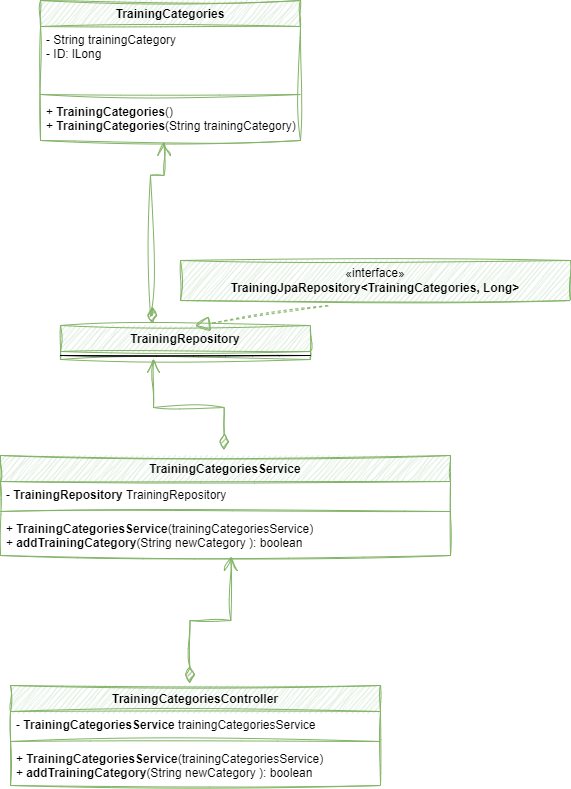 TrainingCategories
- String trainingCategory
- ID: lLong
+ TrainingCategories()
+ TrainingCategories(String trainingCategory)
«interface»
TrainingJpaRepository<TrainingCategories, Long>
TrainingRepository
TrainingCategoriesService
- TrainingRepository TrainingRepository
+ TrainingCategoriesService(trainingCategoriesService)
+ addTrainingCategory(String newCategory ): boolean
TrainingCategoriesController
- TrainingCategoriesService trainingCategoriesService
+ TrainingCategoriesService(trainingCategoriesService)
+ addTrainingCategory(String newCategory ): boolean